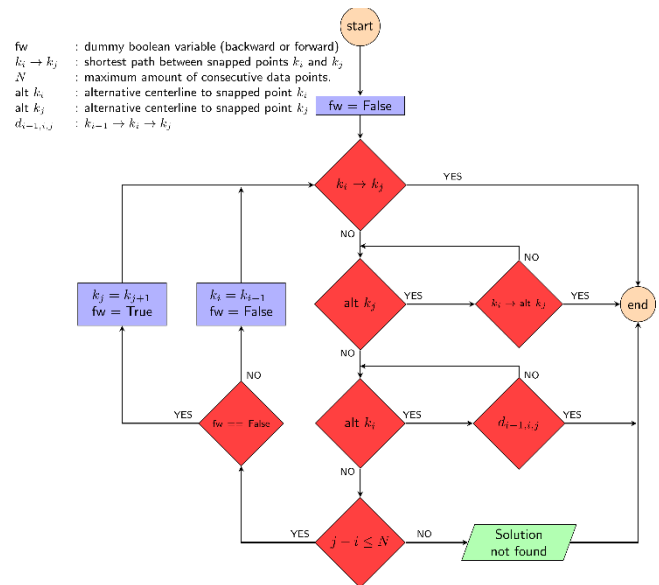 start
fw : dummy boolean variable (backward or forward)
k_i → k_j : shortest path between snapped points k_i and k_j
N : maximum amount of consecutive data points.
alt k_i : alternative centerline to snapped point k_i
alt k_j : alternative centerline to snapped point k_j
d_{i−1,i,j} : k_{i−1} → k_i → k_j
fw = False
k_i → k_j
YES
NO
NO
k_j = k_{j+1}
fw = True
k_i = k_{i−1}
fw = False
alt k_j
YES
k_i → alt k_j
YES
end
NO
NO
NO
YES
fw == False
alt k_i
YES
d_{i−1,i,j}
YES
NO
YES
j − i ≤ N
NO
Solution
not found